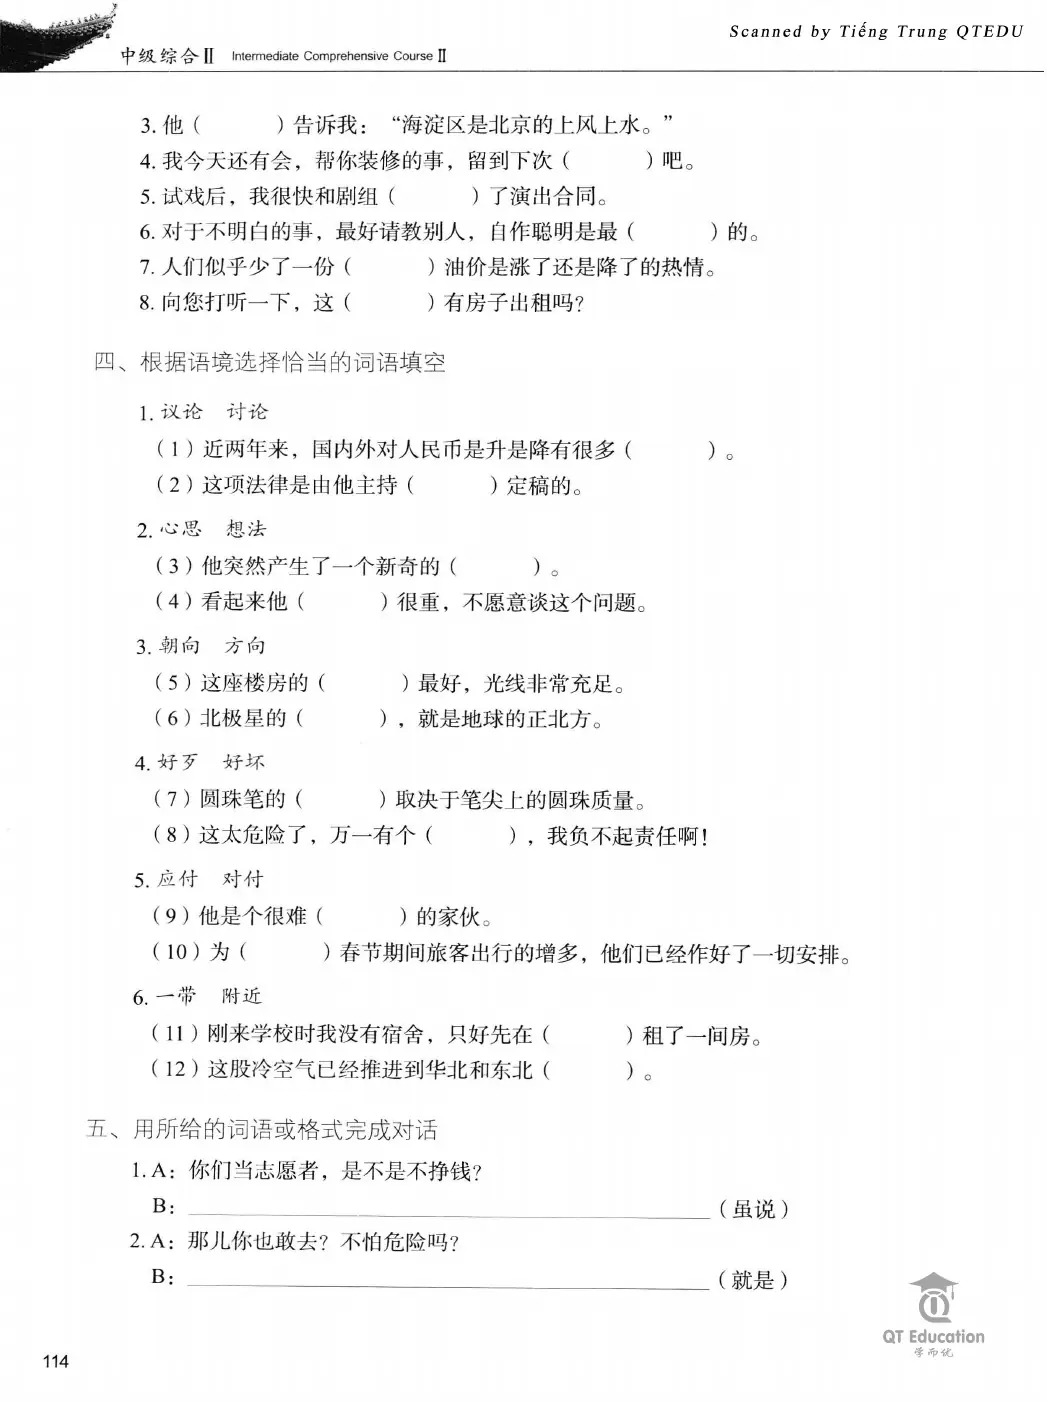 Scanned by Tiếng Trung QTEDU
中级综合Ⅱ Intermediate Comprehensive Course Ⅱ
3. 他（　　　）告诉我：“海淀区是北京的上风上水。”
4. 我今天还有会，帮你装修的事，留到下次（　　　）吧。
5. 试戏后，我很快和剧组（　　　）了演出合同。
6. 对于不明白的事，最好请教别人，自作聪明是最（　　　）的。
7. 人们似乎少了一份（　　　）油价是涨了还是降了的热情。
8. 向您打听一下，这（　　　）有房子出租吗？
四、根据语境选择恰当的词语填空
1. 议论　讨论
（1）近两年来，国内外对人民币是升是降有很多（　　　）。
（2）这项法律是由他主持（　　　）定稿的。
2. 心思　想法
（3）他突然产生了一个新奇的（　　　）。
（4）看起来他（　　　）很重，不愿意谈这个问题。
3. 朝向　方向
（5）这座楼房的（　　　）最好，光线非常充足。
（6）北极星的（　　　），就是地球的正北方。
4. 好歹　好坏
（7）圆珠笔的（　　　）取决于笔尖上的圆珠质量。
（8）这太危险了，万一有个（　　　），我负不起责任啊！
5. 应付　对付
（9）他是个很难（　　　）的家伙。
（10）为（　　　）春节期间旅客出行的增多，他们已经作好了一切安排。
6. 一带　附近
（11）刚来学校时我没有宿舍，只好先在（　　　）租了一间房。
（12）这股冷空气已经推进到华北和东北（　　　）。
五、用所给的词语或格式完成对话
1. A：你们当志愿者，是不是不挣钱？
B：＿＿＿＿＿＿＿＿＿＿（虽说）
2. A：那儿你也敢去？不怕危险吗？
B：＿＿＿＿＿＿＿＿＿＿（就是）
QT Education
学而优
114